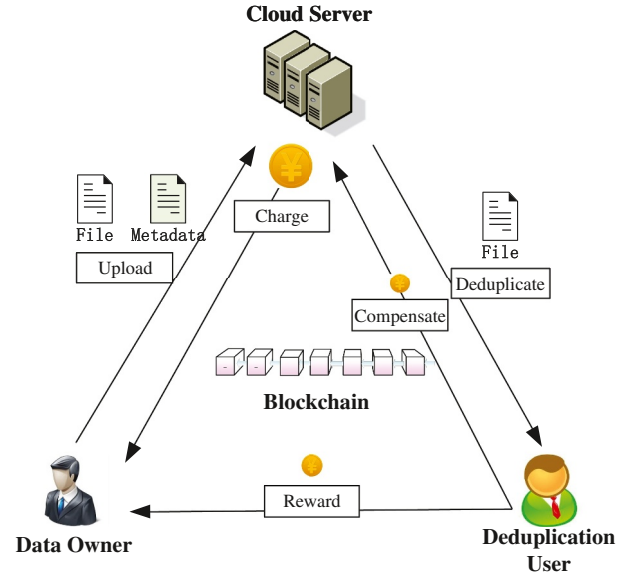 Cloud Server
¥
Charge
File Metadata
Upload
File
Deduplicate
¥
Compensate
Blockchain
¥
Reward
Data Owner
Deduplication
User